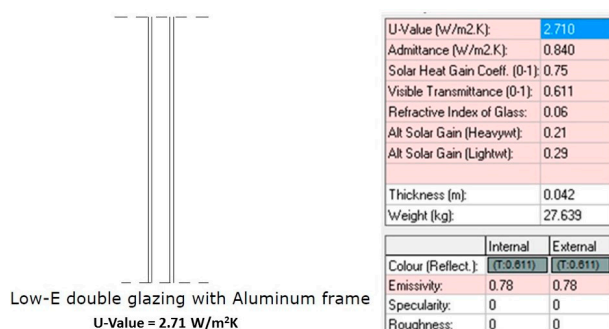 Low-E double glazing with Aluminum frame
U-Value = 2.71 W/m²K
U-Value (W/m2.K): 2.710
Admittance (W/m2.K): 0.840
Solar Heat Gain Coeff. (0-1): 0.75
Visible Transmittance (0-1): 0.611
Refractive Index of Glass: 0.06
Alt Solar Gain (Heavywt): 0.21
Alt Solar Gain (Lightwt): 0.29
Thickness (m): 0.042
Weight (kg): 27.639
Internal External
Colour (Reflect.): (T:0.611) (T:0.611)
Emissivity: 0.78 0.78
Specularity: 0 0
Roughness: 0 0